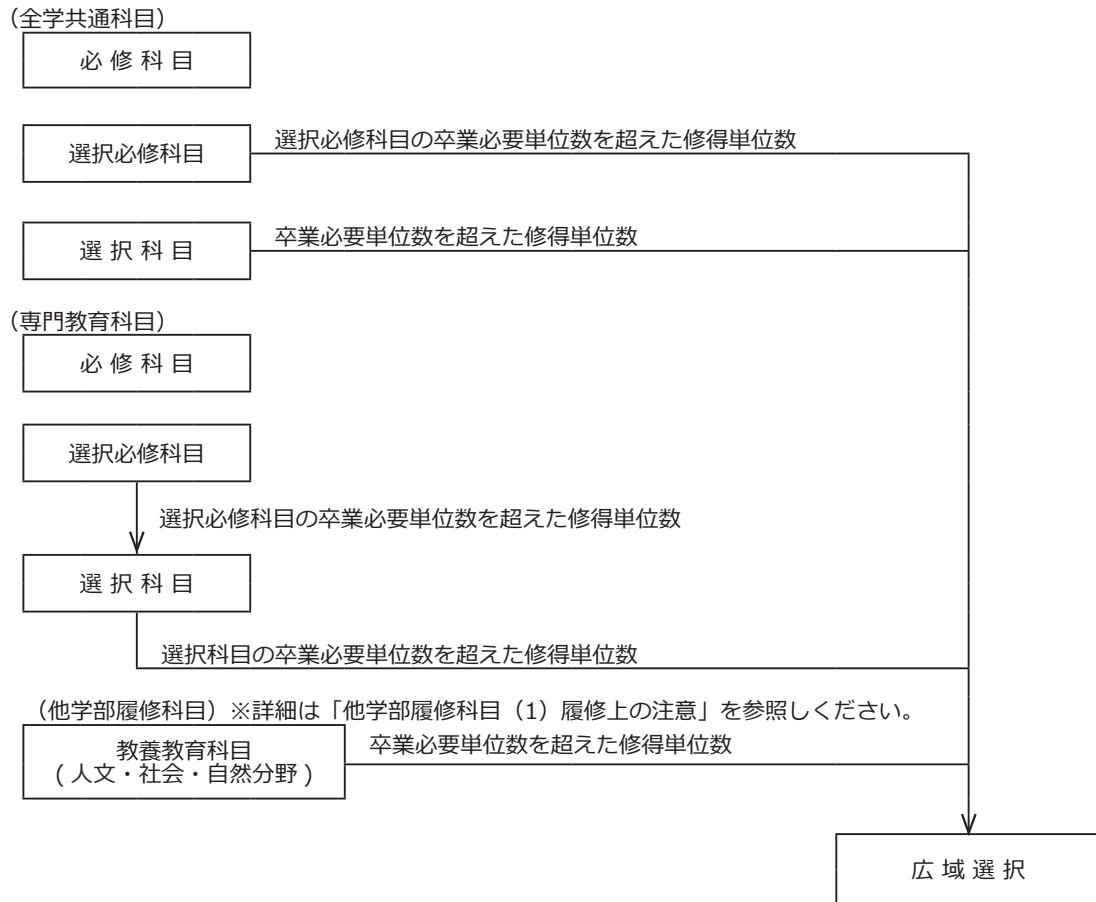 （全学共通科目）
必 修 科 目
選択必修科目
選択必修科目の卒業必要単位数を超えた修得単位数
選 択 科 目
卒業必要単位数を超えた修得単位数
（専門教育科目）
必 修 科 目
選択必修科目
選択必修科目の卒業必要単位数を超えた修得単位数
選 択 科 目
選択科目の卒業必要単位数を超えた修得単位数
（他学部履修科目）※詳細は「他学部履修科目（1）履修上の注意」を参照しください。
教養教育科目
( 人文・社会・自然分野 )
卒業必要単位数を超えた修得単位数
広 域 選 択